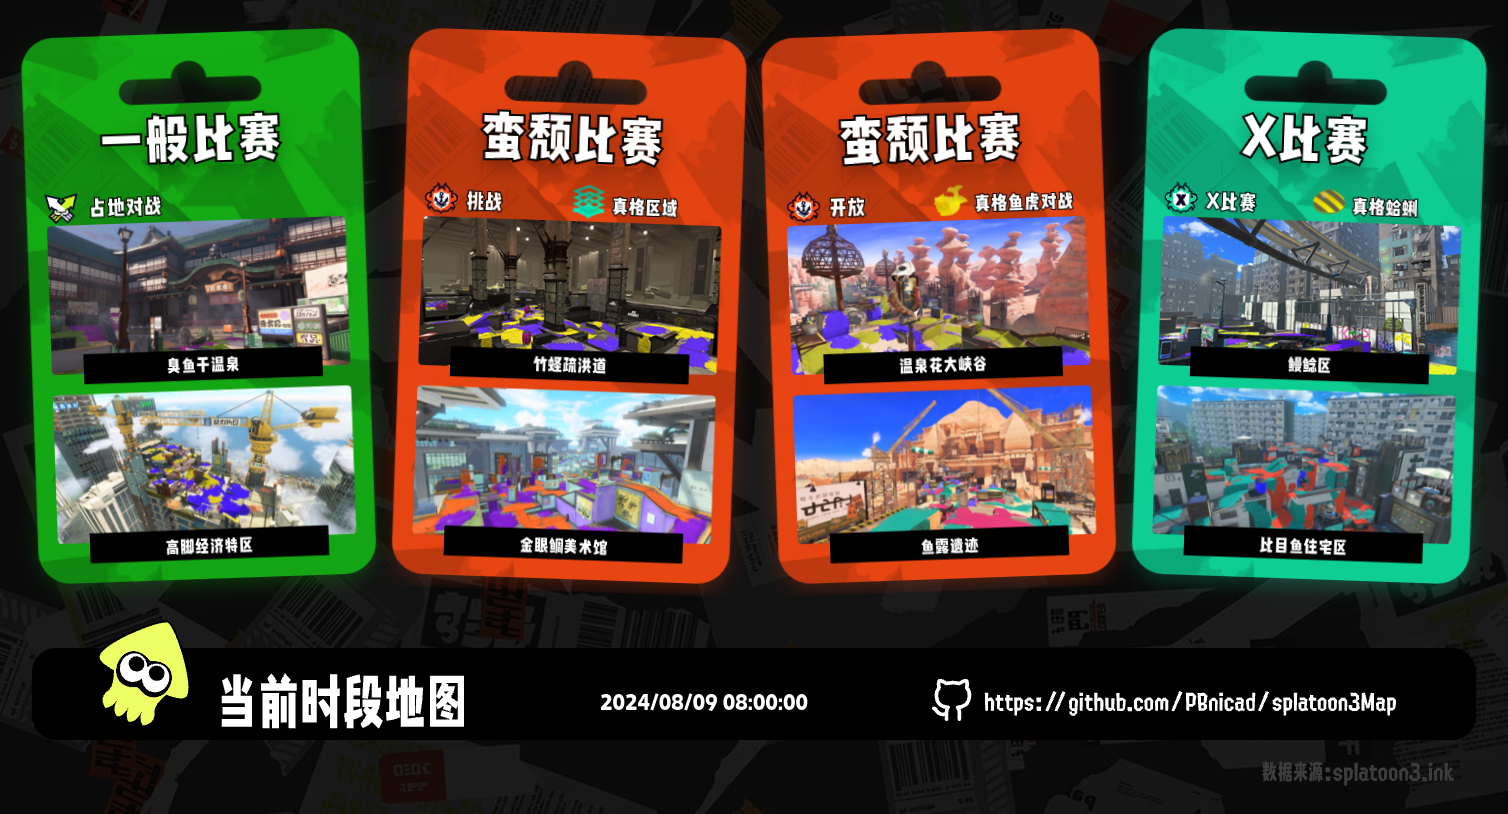 一般比赛
占地对战
臭鱼干温泉
高脚经济特区
蛮颓比赛
挑战
真格区域
竹蛏疏洪道
金眼鲷美术馆
蛮颓比赛
开放
真格鱼虎对战
温泉花大峡谷
鱼露遗迹
X比赛
X比赛
真格蛤蜊
鳗鲶区
比目鱼住宅区
当前时段地图
2024/08/09 08:00:00
https://github.com/PBnicad/splatoon3Map
数据来源:splatoon3.ink